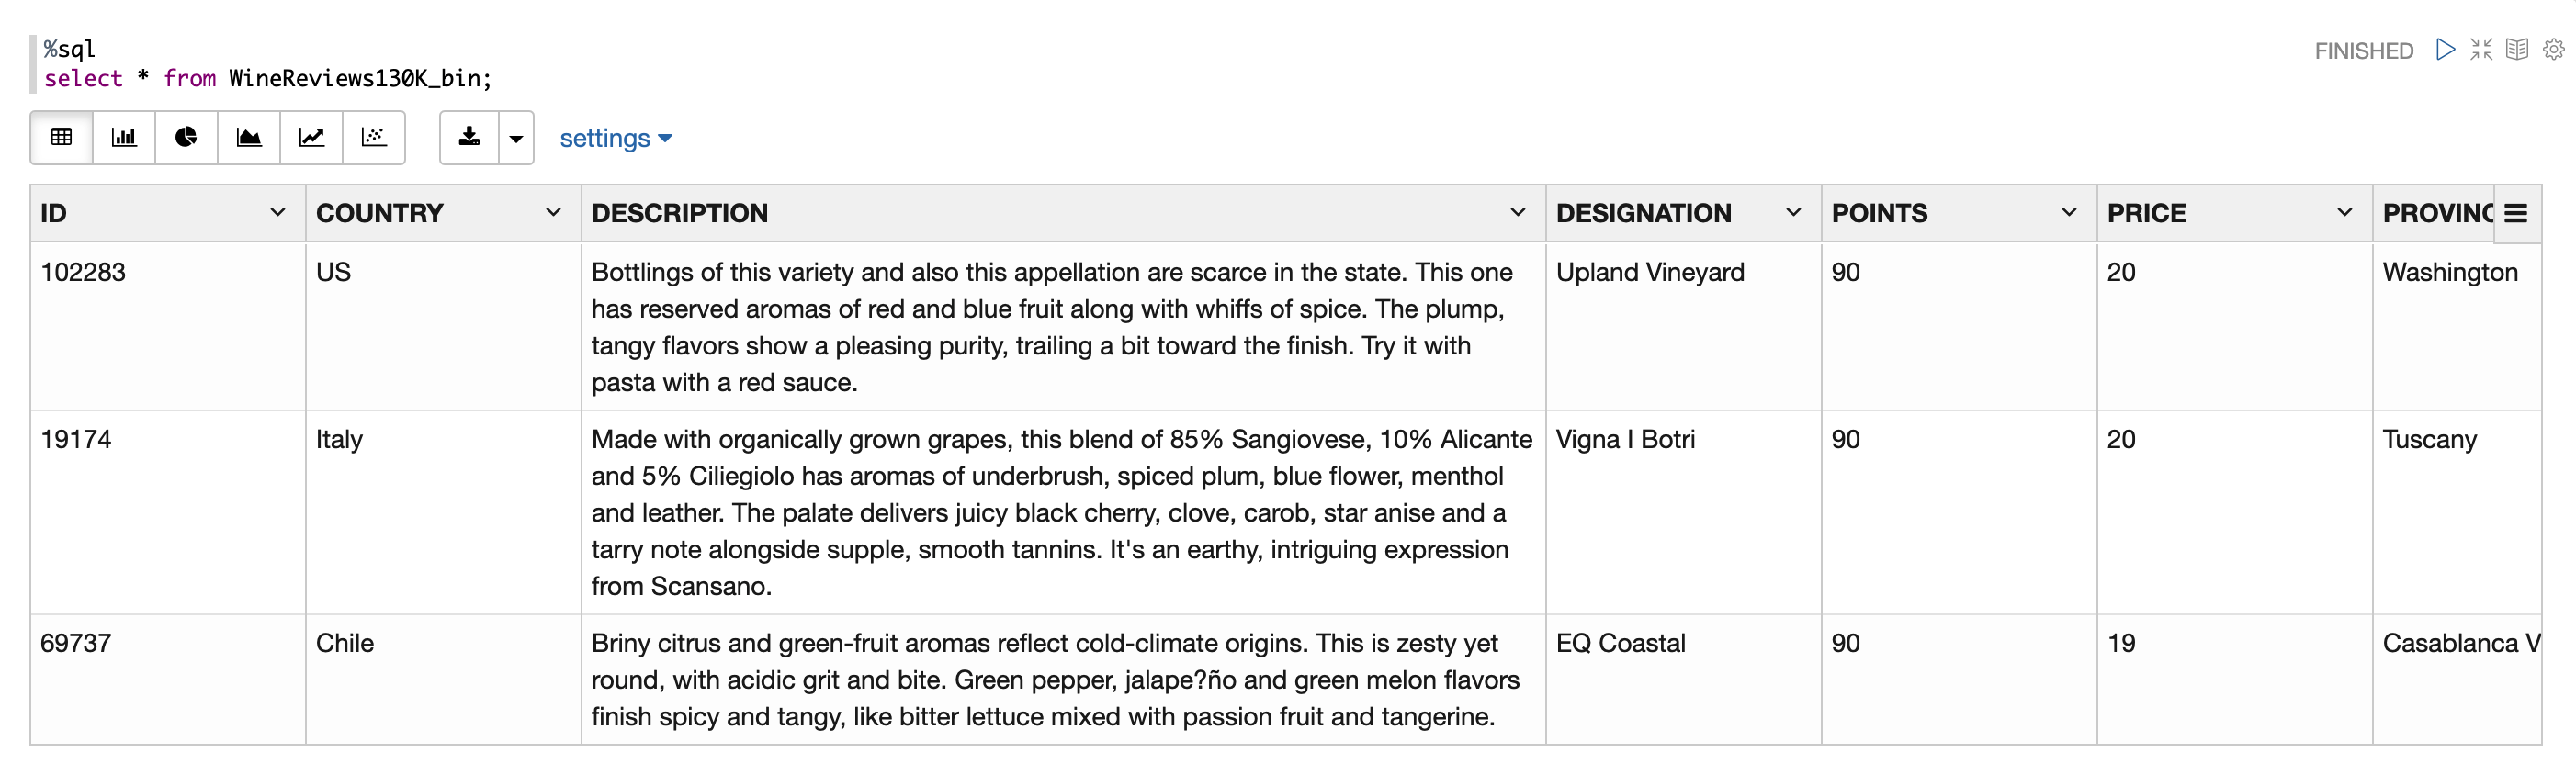 %sql
FINISHED
select * from WineReviews130K_bin;
settings
ID COUNTRY DESCRIPTION DESIGNATION POINTS PRICE PROVINC
102283 US Bottlings of this variety and also this appellation are scarce in the state. This one Upland Vineyard 90 20 Washington
has reserved aromas of red and blue fruit along with whiffs of spice. The plump,
tangy flavors show a pleasing purity, trailing a bit toward the finish. Try it with
pasta with a red sauce.
19174 Italy Made with organically grown grapes, this blend of 85% Sangiovese, 10% Alicante Vigna I Botri 90 20 Tuscany
and 5% Ciliegiolo has aromas of underbrush, spiced plum, blue flower, menthol
and leather. The palate delivers juicy black cherry, clove, carob, star anise and a
tarry note alongside supple, smooth tannins. It's an earthy, intriguing expression
from Scansano.
69737 Chile Briny citrus and green-fruit aromas reflect cold-climate origins. This is zesty yet EQ Coastal 90 19 Casablanca V
round, with acidic grit and bite. Green pepper, jalape?ño and green melon flavors
finish spicy and tangy, like bitter lettuce mixed with passion fruit and tangerine.